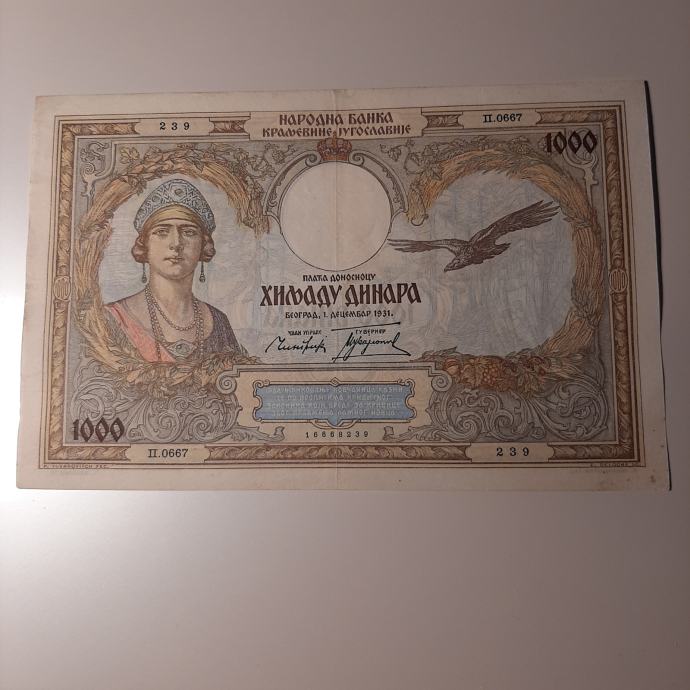 239
НАРОДНА БАНКА
КРАЉЕВИНЕ ЈУГОСЛАВИЈЕ
П.0667
1000
ПЛАЋА ДОНОСИОЦУ
ХИЉАДУ ДИНАРА
БЕОГРАД, 1. ДЕЦЕМБАР 1931.
ЧЛАН УПРАВЕ ГУВЕРНЕР
1000
16668239
П.0667
239